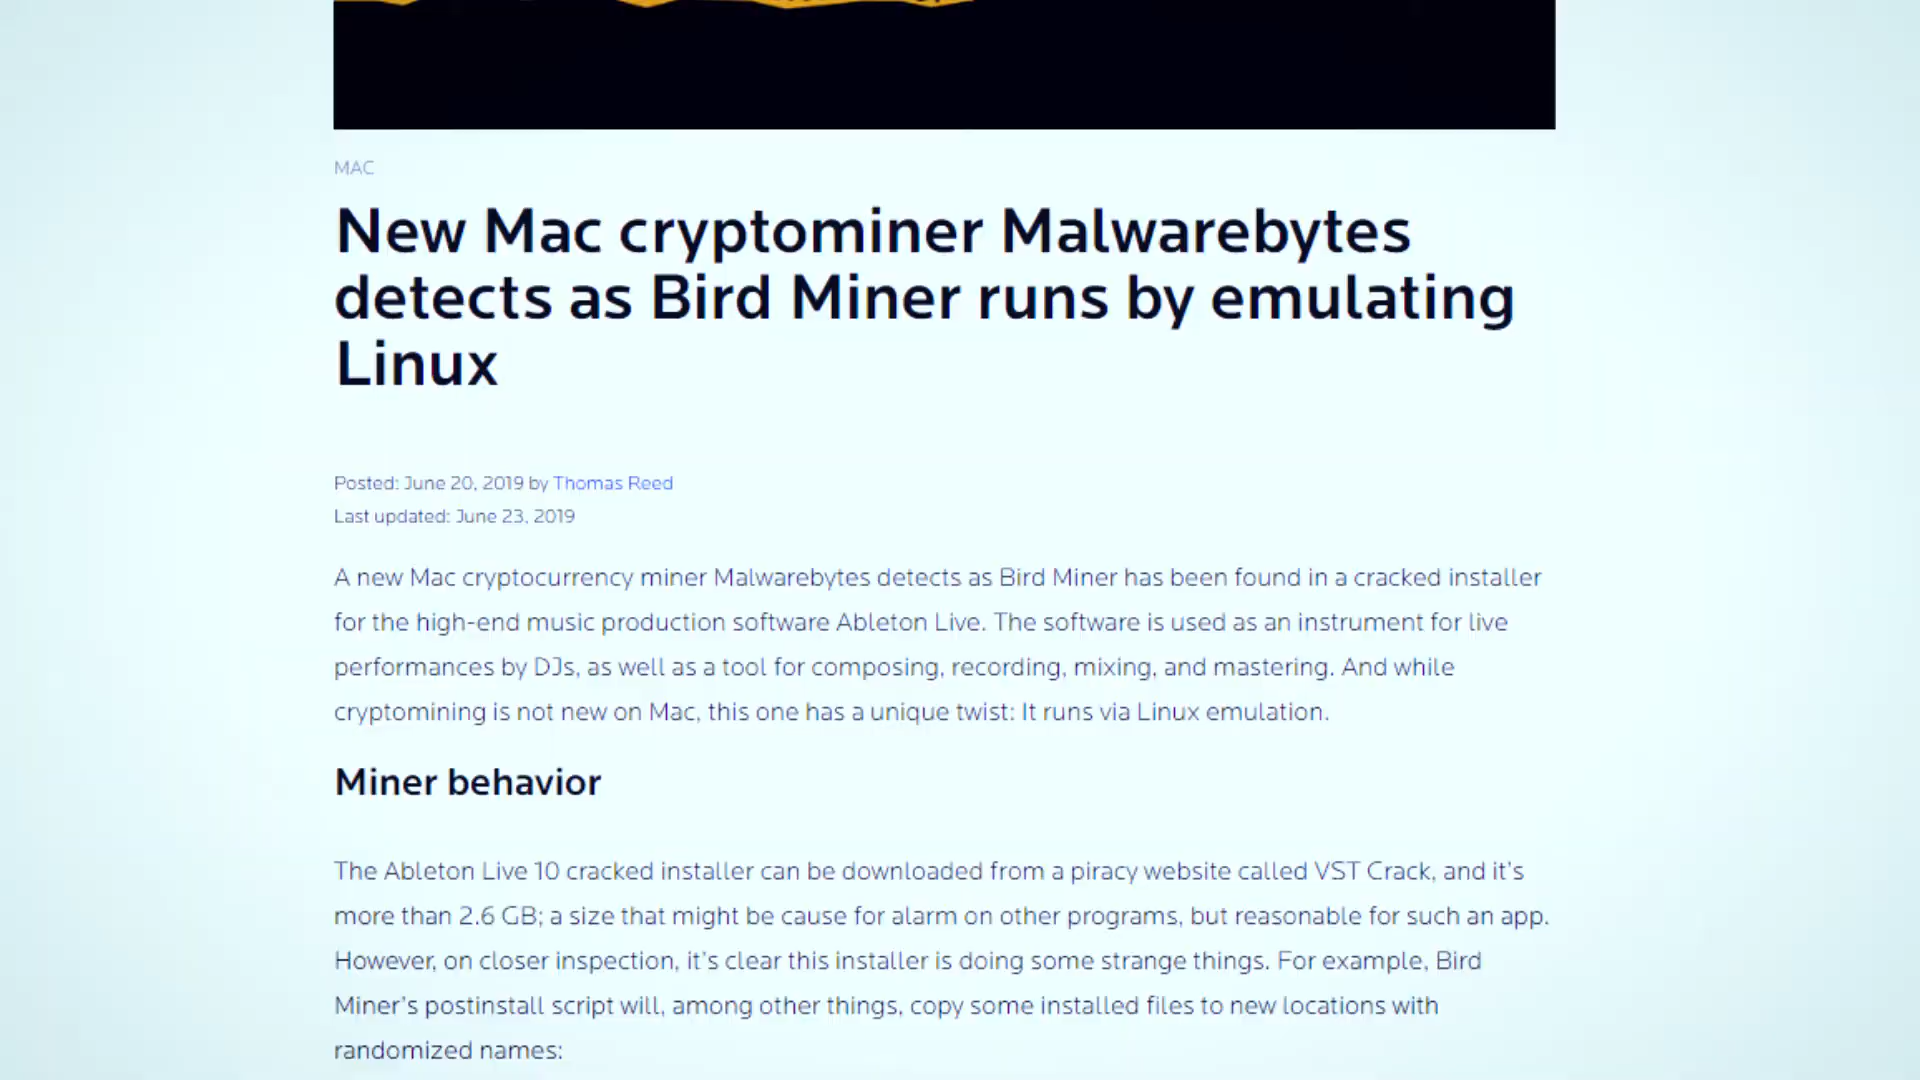 MAC
New Mac cryptominer Malwarebytes
detects as Bird Miner runs by emulating
Linux
Posted: June 20, 2019 by Thomas Reed
Last updated: June 23, 2019
A new Mac cryptocurrency miner Malwarebytes detects as Bird Miner has been found in a cracked installer
for the high-end music production software Ableton Live. The software is used as an instrument for live
performances by DJs, as well as a tool for composing, recording, mixing, and mastering. And while
cryptomining is not new on Mac, this one has a unique twist: It runs via Linux emulation.
Miner behavior
The Ableton Live 10 cracked installer can be downloaded from a piracy website called VST Crack, and it's
more than 2.6 GB; a size that might be cause for alarm on other programs, but reasonable for such an app.
However, on closer inspection, it's clear this installer is doing some strange things. For example, Bird
Miner's postinstall script will, among other things, copy some installed files to new locations with
randomized names: